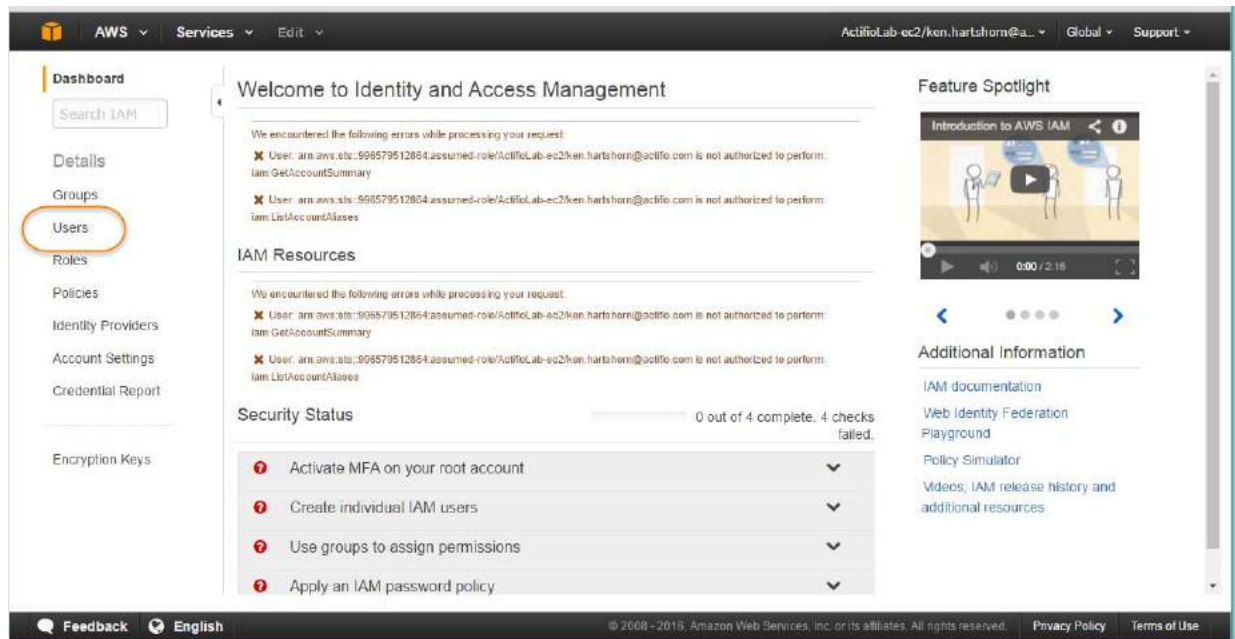 AWS Services Edit ActifioLab-ec2/ken.hartshorn@a... Global Support
Dashboard
Search IAM
Details
Groups
Users
Roles
Policies
Identity Providers
Account Settings
Credential Report
Encryption Keys
Welcome to Identity and Access Management
We encountered the following errors while processing your request:
User: arn:aws:sts::996579512864:assumed-role/ActifioLab-ec2/ken.hartshorn@actifio.com is not authorized to perform:
iam:GetAccountSummary
User: arn:aws:sts::996579512864:assumed-role/ActifioLab-ec2/ken.hartshorn@actifio.com is not authorized to perform:
iam:ListAccountAliases
IAM Resources
We encountered the following errors while processing your request:
User: arn:aws:sts::996579512864:assumed-role/ActifioLab-ec2/ken.hartshorn@actifio.com is not authorized to perform:
iam:GetAccountSummary
User: arn:aws:sts::996579512864:assumed-role/ActifioLab-ec2/ken.hartshorn@actifio.com is not authorized to perform:
iam:ListAccountAliases
Security Status
0 out of 4 complete. 4 checks
failed.
Activate MFA on your root account
Create individual IAM users
Use groups to assign permissions
Apply an IAM password policy
Feature Spotlight
Introduction to AWS IAM
0:00 / 2:16
Additional Information
IAM documentation
Web Identity Federation
Playground
Policy Simulator
Videos, IAM release history and
additional resources
Feedback English © 2008 - 2016, Amazon Web Services, Inc. or its affiliates. All rights reserved. Privacy Policy Terms of Use